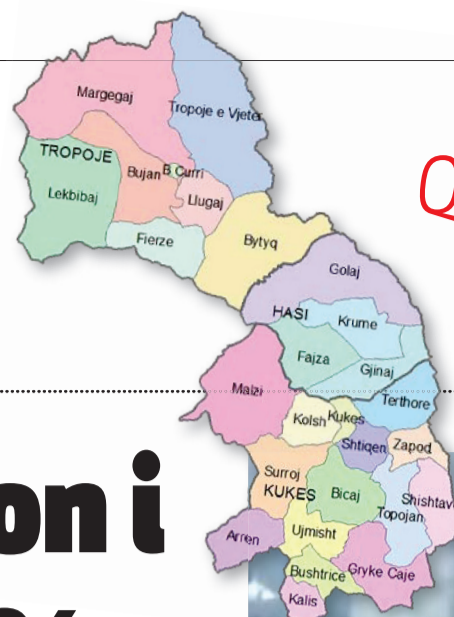 Margegaj
Tropoje e Vjeter
TROPOJE
Bujan
B Curri
Lekbibaj
Llugaj
Fierze
Bytyq
Golaj
HASI
Krume
Fajza
Gjinaj
Malzi
Terthore
Kolsh
Kukes
Shtiqen
Zapod
Surroj
KUKES
Bicaj
Shishtav
Topojan
Arren
Ujmisht
Bushtrice
Gryke Caje
Kalis
on i